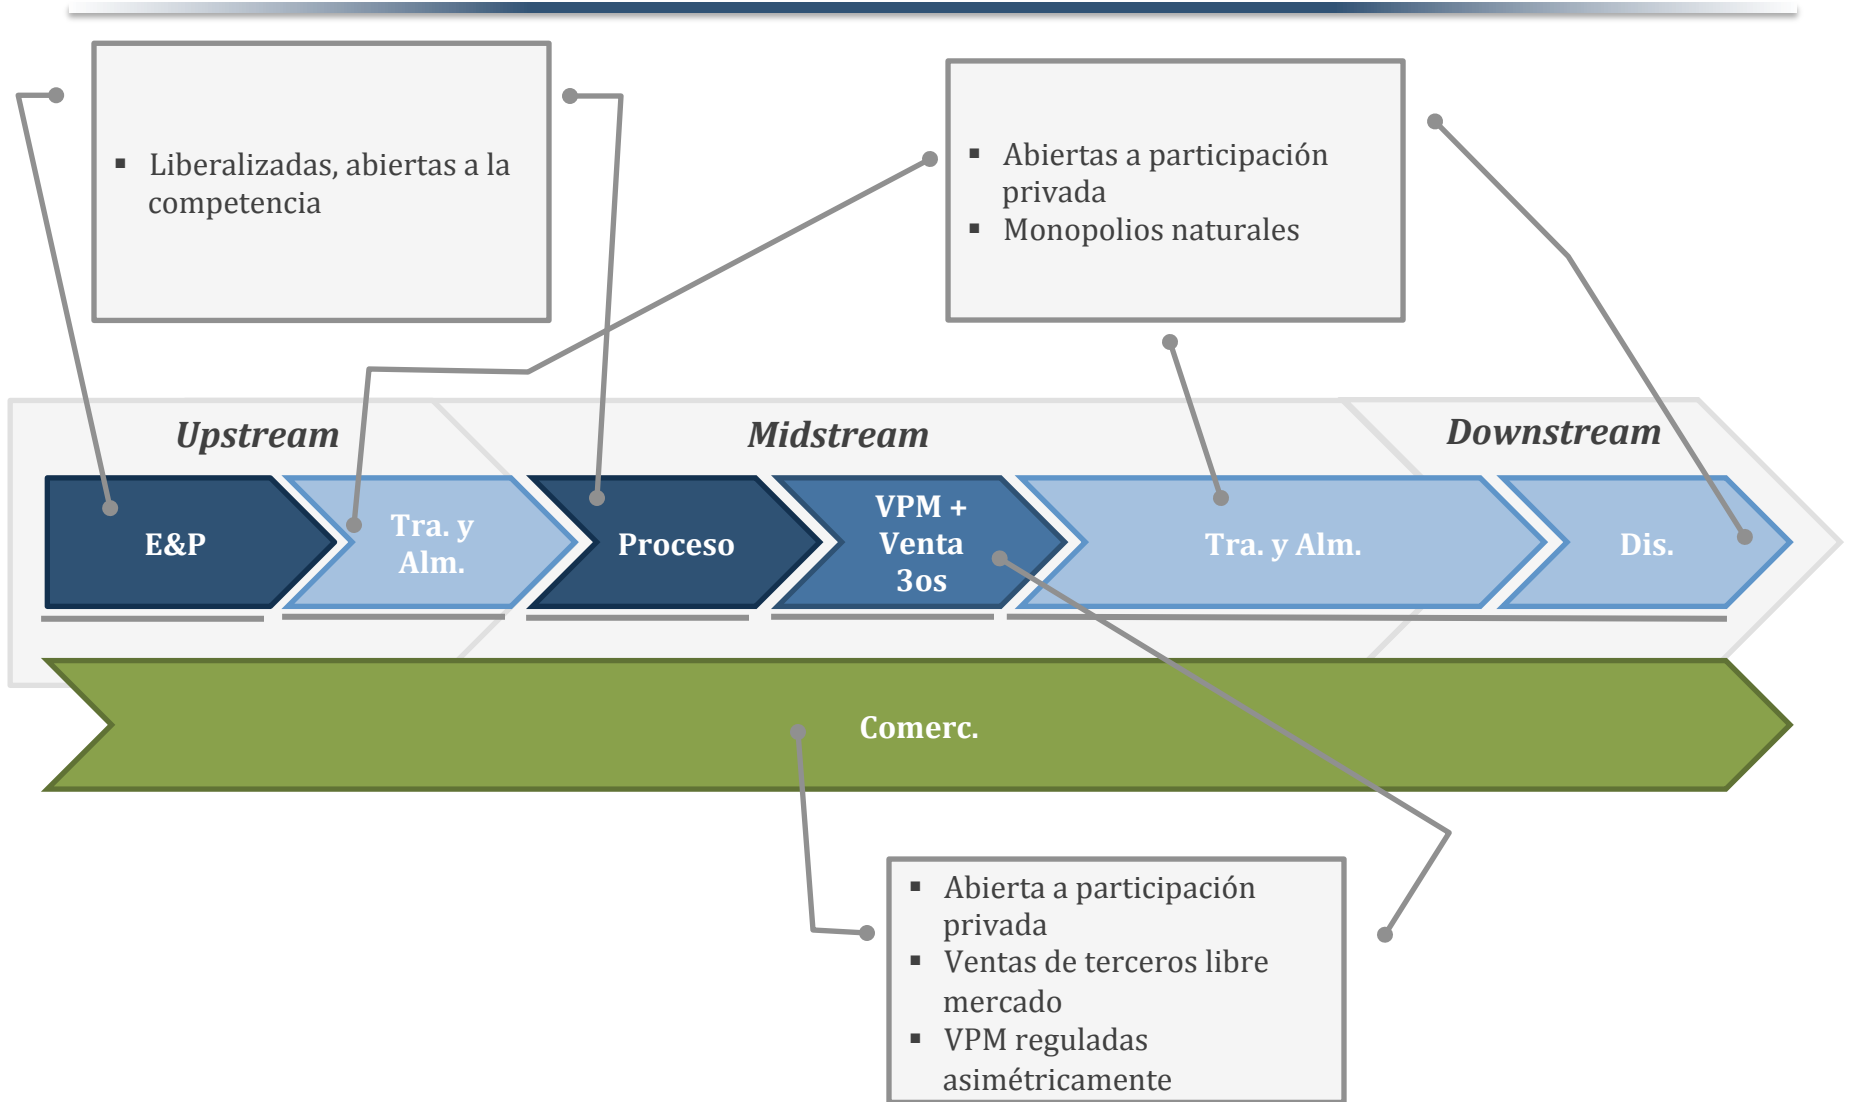 ▪ Liberalizadas, abiertas a la
competencia
▪ Abiertas a participación
privada
▪ Monopolios naturales
Upstream
Midstream
Downstream
E&P
Tra. y
Alm.
Proceso
VPM +
Venta
3os
Tra. y Alm.
Dis.
Comerc.
▪ Abierta a participación
privada
▪ Ventas de terceros libre
mercado
▪ VPM reguladas
asimétricamente